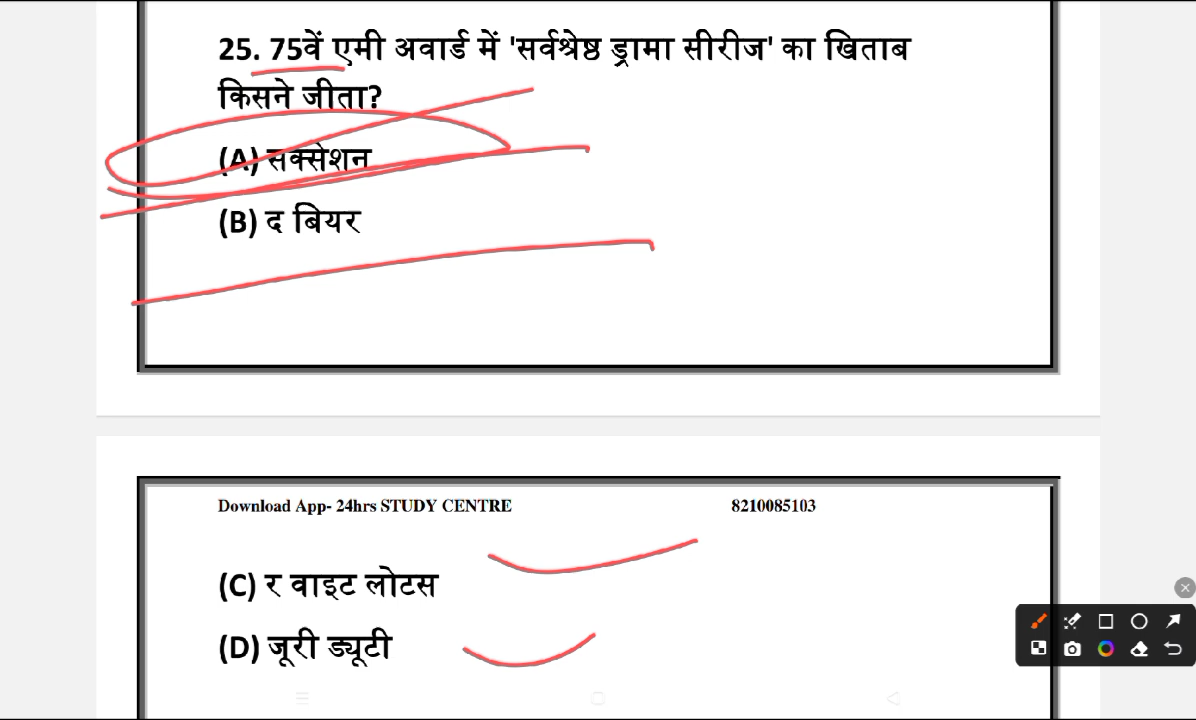 25. 75वें एमी अवार्ड में 'सर्वश्रेष्ठ ड्रामा सीरीज' का खिताब
किसने जीता?
(A) सक्सेशन
(B) द बियर
Download App- 24hrs STUDY CENTRE 8210085103
(C) र वाइट लोटस
(D) जूरी ड्यूटी